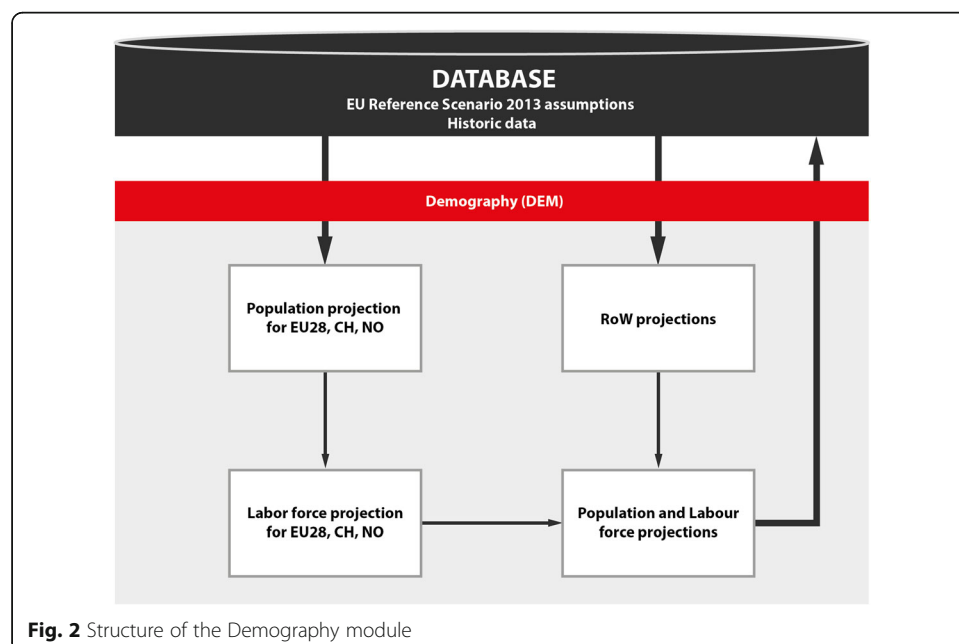 DATABASE
EU Reference Scenario 2013 assumptions
Historic data
Demography (DEM)
Population projection
for EU28, CH, NO
RoW projections
Labor force projection
for EU28, CH, NO
Population and Labour
force projections
Fig. 2 Structure of the Demography module